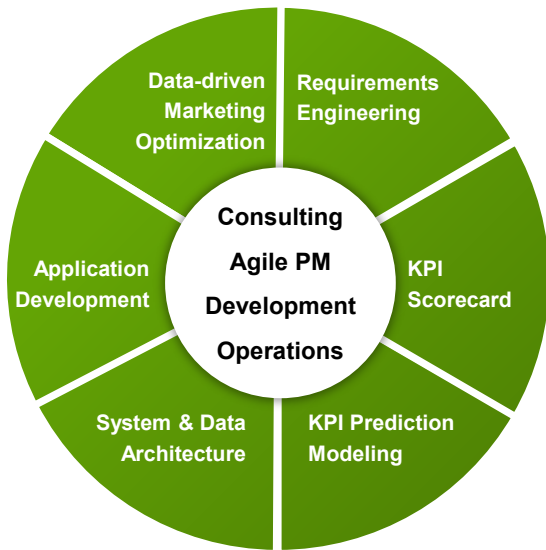 Data-driven
Marketing
Optimization
Requirements
Engineering
Consulting
Agile PM
Development
Operations
Application
Development
KPI
Scorecard
System & Data
Architecture
KPI Prediction
Modeling